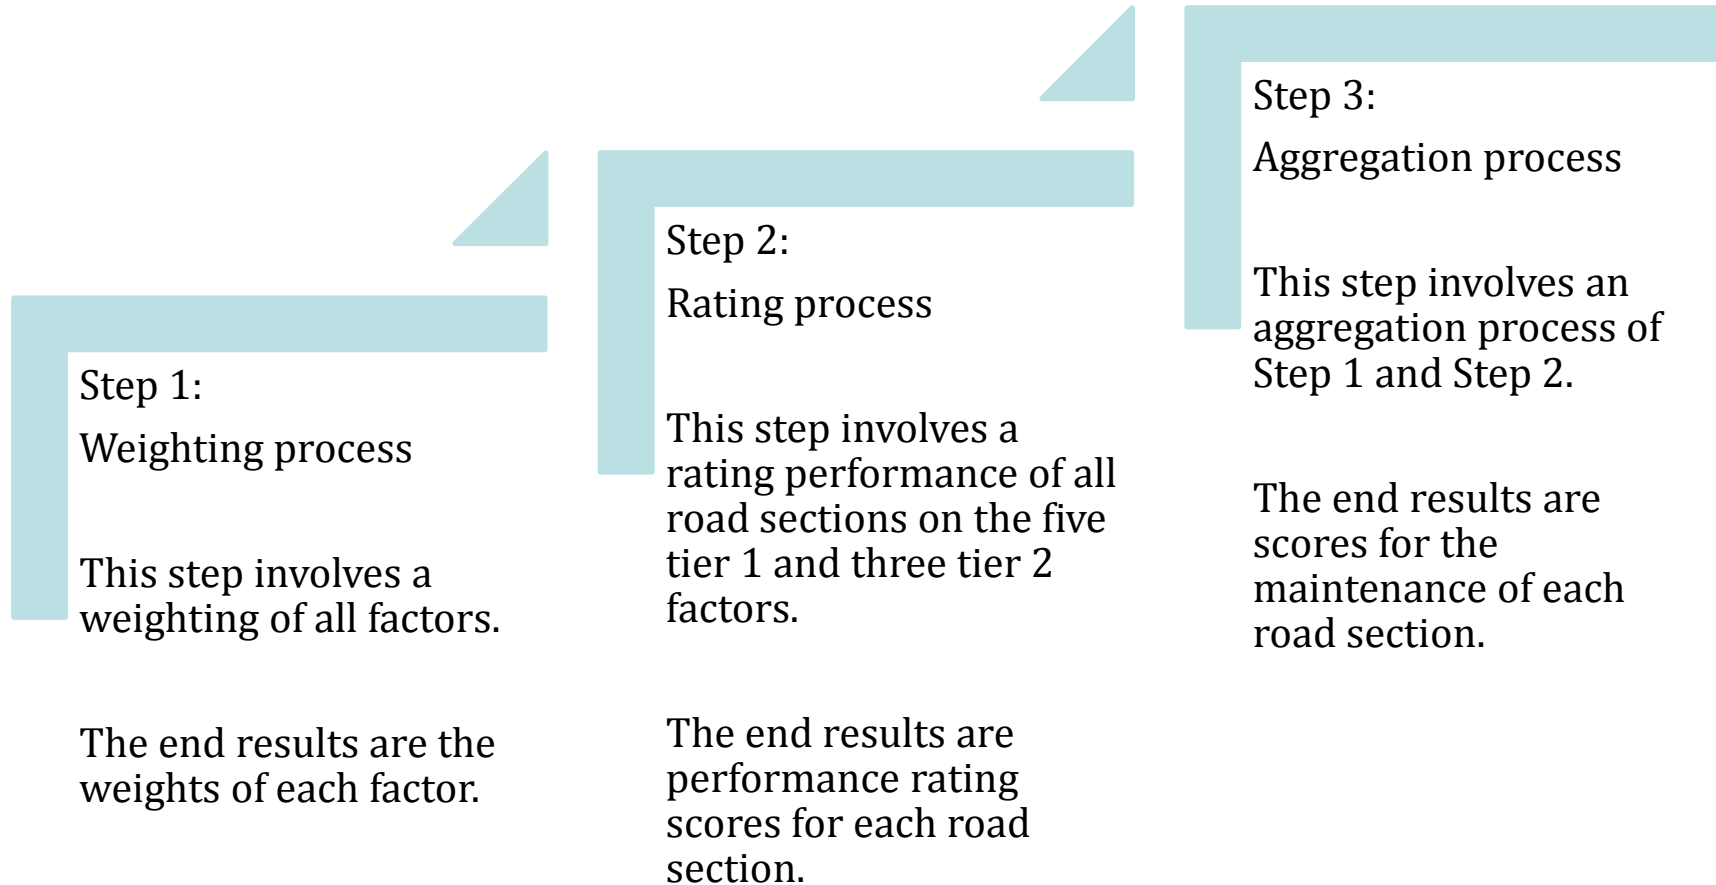 Step 1:
Weighting process
This step involves a
weighting of all factors.
The end results are the
weights of each factor.
Step 2:
Rating process
This step involves a
rating performance of all
road sections on the five
tier 1 and three tier 2
factors.
The end results are
performance rating
scores for each road
section.
Step 3:
Aggregation process
This step involves an
aggregation process of
Step 1 and Step 2.
The end results are
scores for the
maintenance of each
road section.